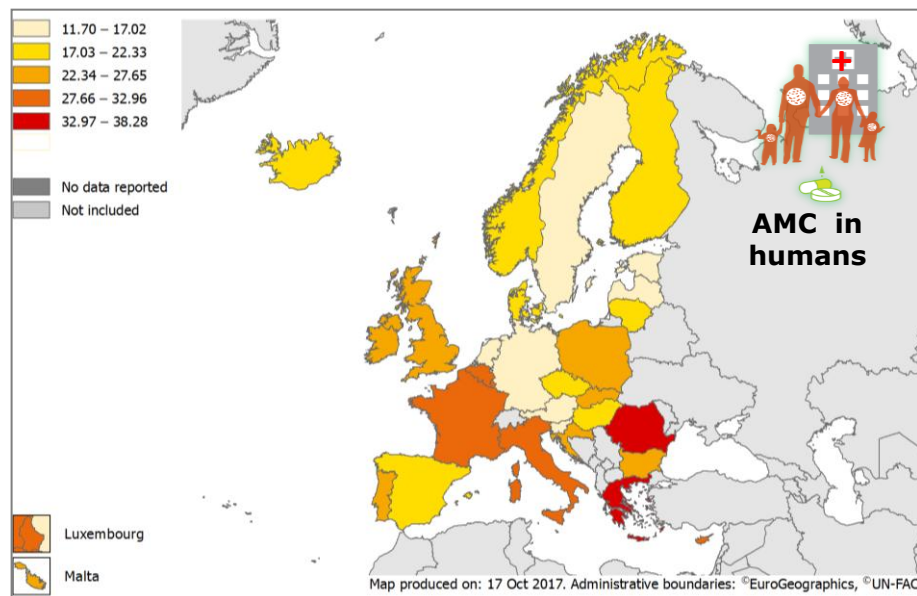 11.70 – 17.02
17.03 – 22.33
22.34 – 27.65
27.66 – 32.96
32.97 – 38.28
No data reported
Not included
AMC in
humans
Luxembourg
Malta
Map produced on: 17 Oct 2017. Administrative boundaries: ©EuroGeographics, ©UN-FAO